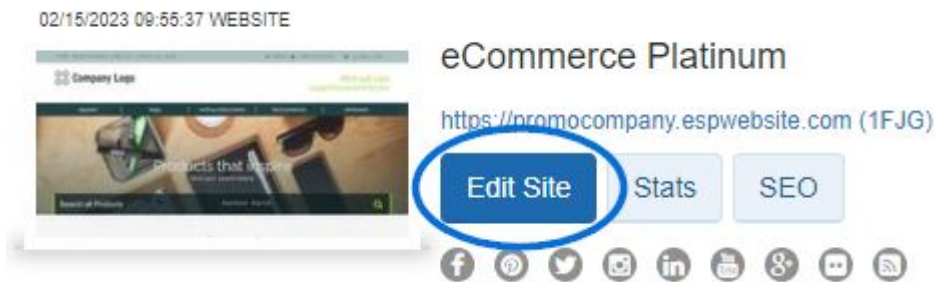 02/15/2023 09:55:37 WEBSITE
eCommerce Platinum
https://promocompany.espwebsite.com (1FJG)
Edit Site
Stats
SEO
Company Logo
Products that inspire
Search all Products